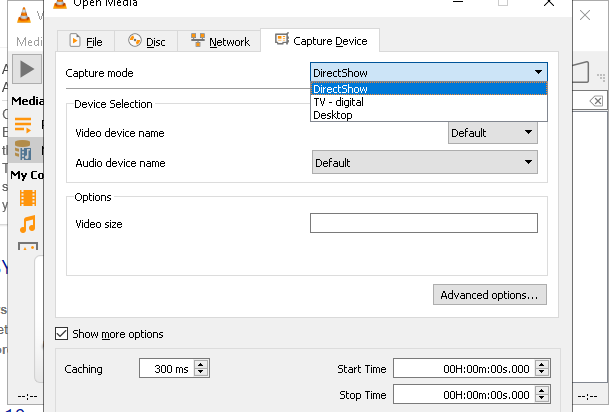 Open Media
Medi
File
Disc
Network
Capture Device
Capture mode
DirectShow
DirectShow
TV - digital
Desktop
Media
Device Selection
Video device name
Default
Audio device name
Default
My Co
Options
Video size
Advanced options...
Show more options
Caching
300 ms
Start Time
00H:00m:00s.000
Stop Time
00H:00m:00s.000
--:--
--:--